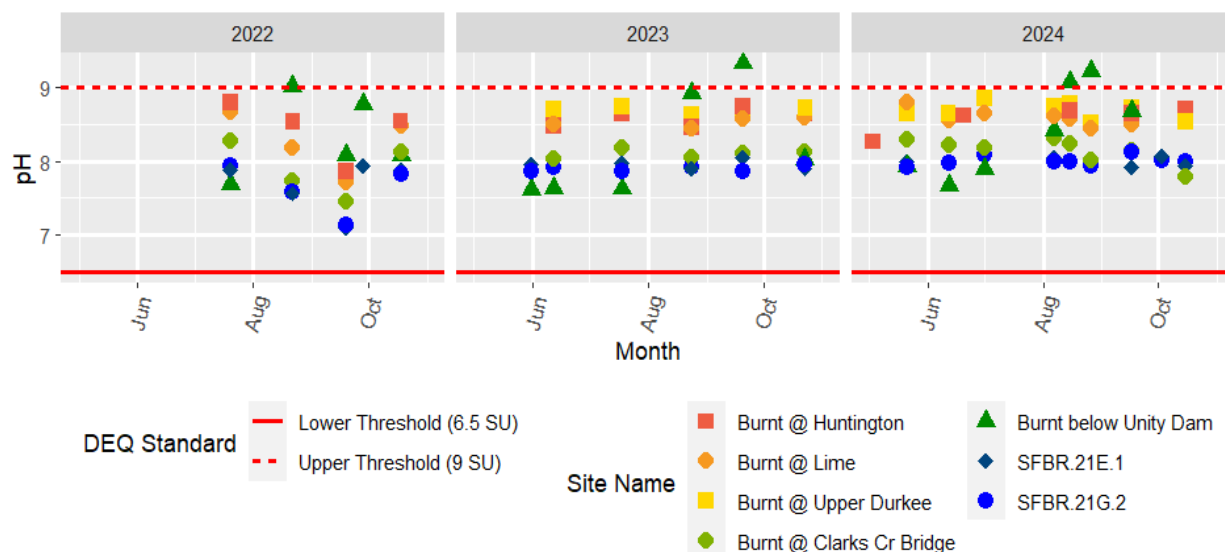 2022
2023
2024
pH
9
8
7
Jun
Aug
Oct
Jun
Aug
Oct
Jun
Aug
Oct
Month
DEQ Standard
Lower Threshold (6.5 SU)
Upper Threshold (9 SU)
Site Name
Burnt @ Huntington
Burnt @ Lime
Burnt @ Upper Durkee
Burnt @ Clarks Cr Bridge
Burnt below Unity Dam
SFBR.21E.1
SFBR.21G.2